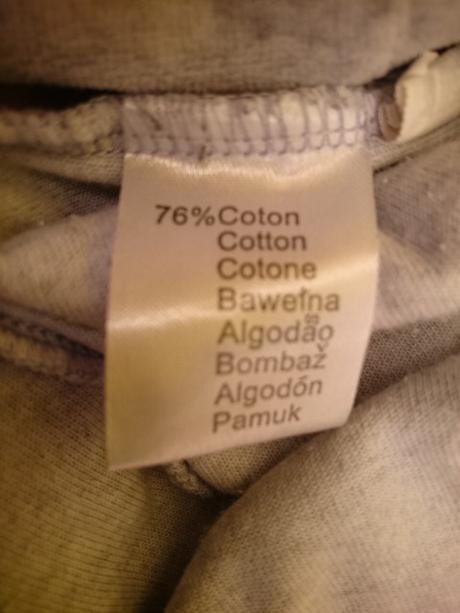 76%Coton
Cotton
Cotone
Bawełna
Algodão
Bombaž
Algodón
Pamuk